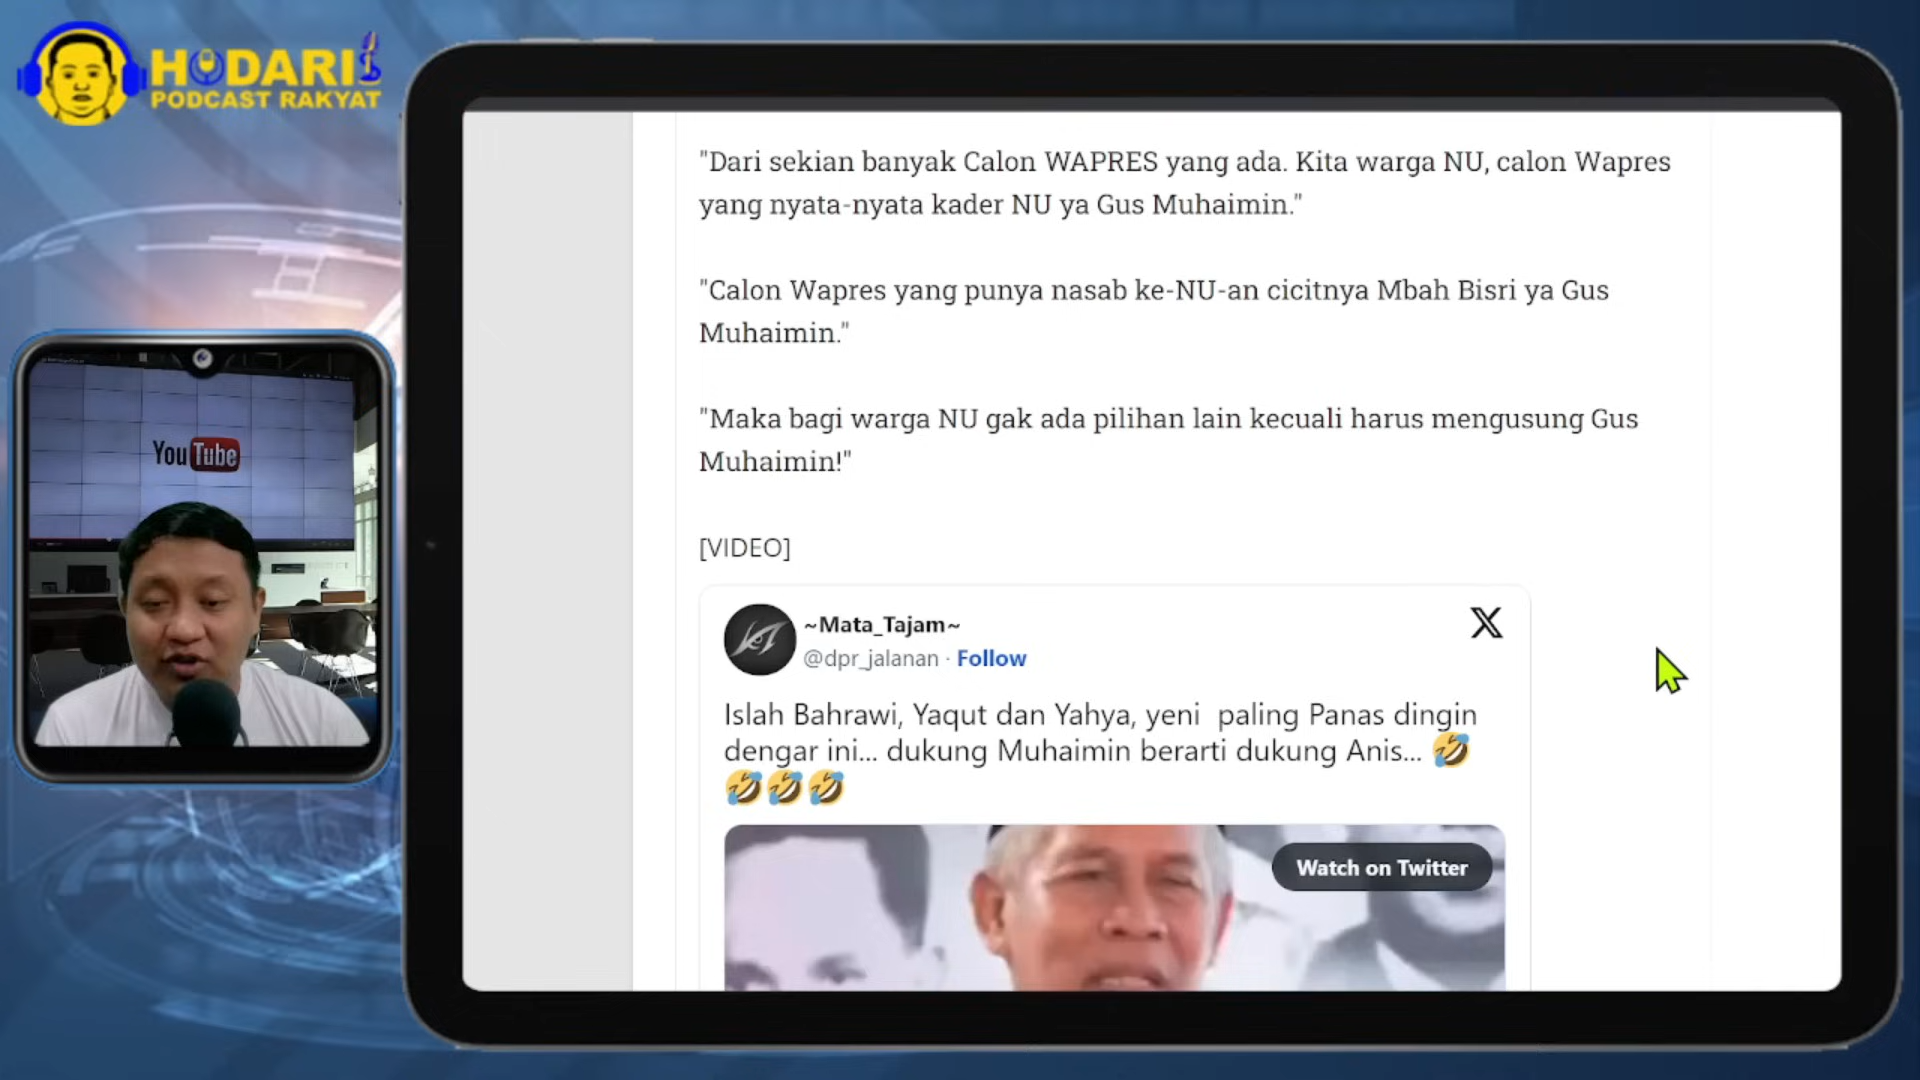 HODARI
PODCAST RAKYAT
"Dari sekian banyak Calon WAPRES yang ada. Kita warga NU, calon Wapres
yang nyata-nyata kader NU ya Gus Muhaimin."
"Calon Wapres yang punya nasab ke-NU-an cicitnya Mbah Bisri ya Gus
Muhaimin."
"Maka bagi warga NU gak ada pilihan lain kecuali harus mengusung Gus
Muhaimin!"
[VIDEO]
~Mata_Tajam~
@dpr_jalanan · Follow
Islah Bahrawi, Yaqut dan Yahya, yeni paling Panas dingin
dengar ini... dukung Muhaimin berarti dukung Anis... 🤣
🤣🤣🤣
Watch on Twitter
YouTube